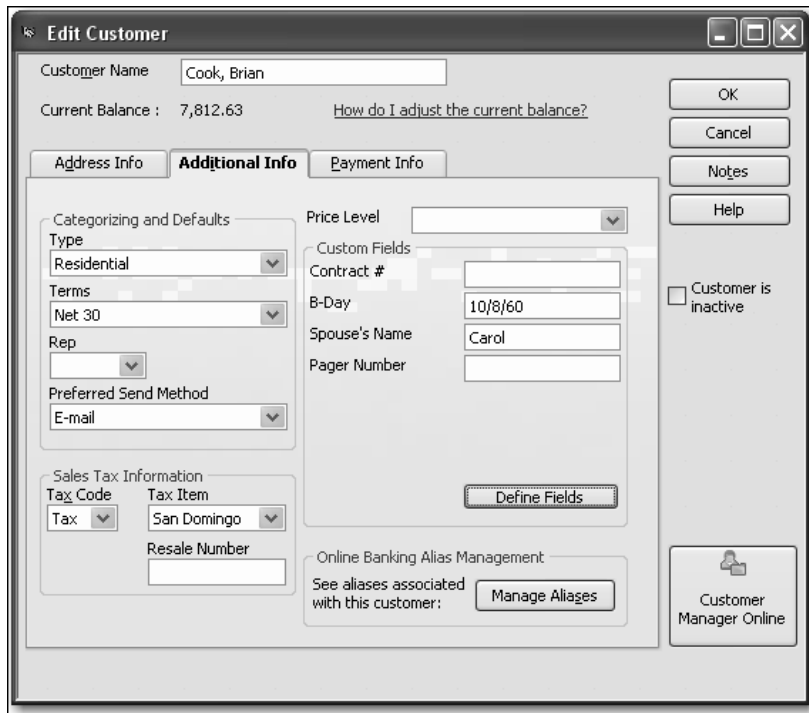 Edit Customer
Customer Name Cook, Brian
Current Balance : 7,812.63 How do I adjust the current balance?
OK
Cancel
Notes
Help
Customer is
inactive
Customer
Manager Online
Address Info Additional Info Payment Info
Categorizing and Defaults
Type
Residential
Terms
Net 30
Rep
Preferred Send Method
E-mail
Sales Tax Information
Tax Code Tax Item
Tax San Domingo
Resale Number
Price Level
Custom Fields
Contract #
B-Day 10/8/60
Spouse's Name Carol
Pager Number
Define Fields
Online Banking Alias Management
See aliases associated
with this customer:
Manage Aliases